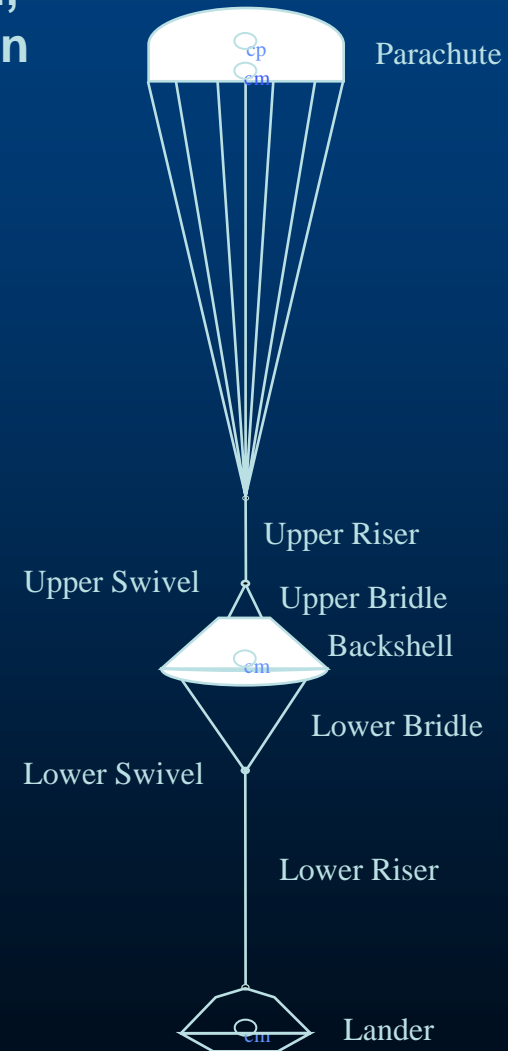 n
cp
Parachute
cm
Upper Riser
Upper Swivel
Upper Bridle
Backshell
cm
Lower Bridle
Lower Swivel
Lower Riser
cm
Lander